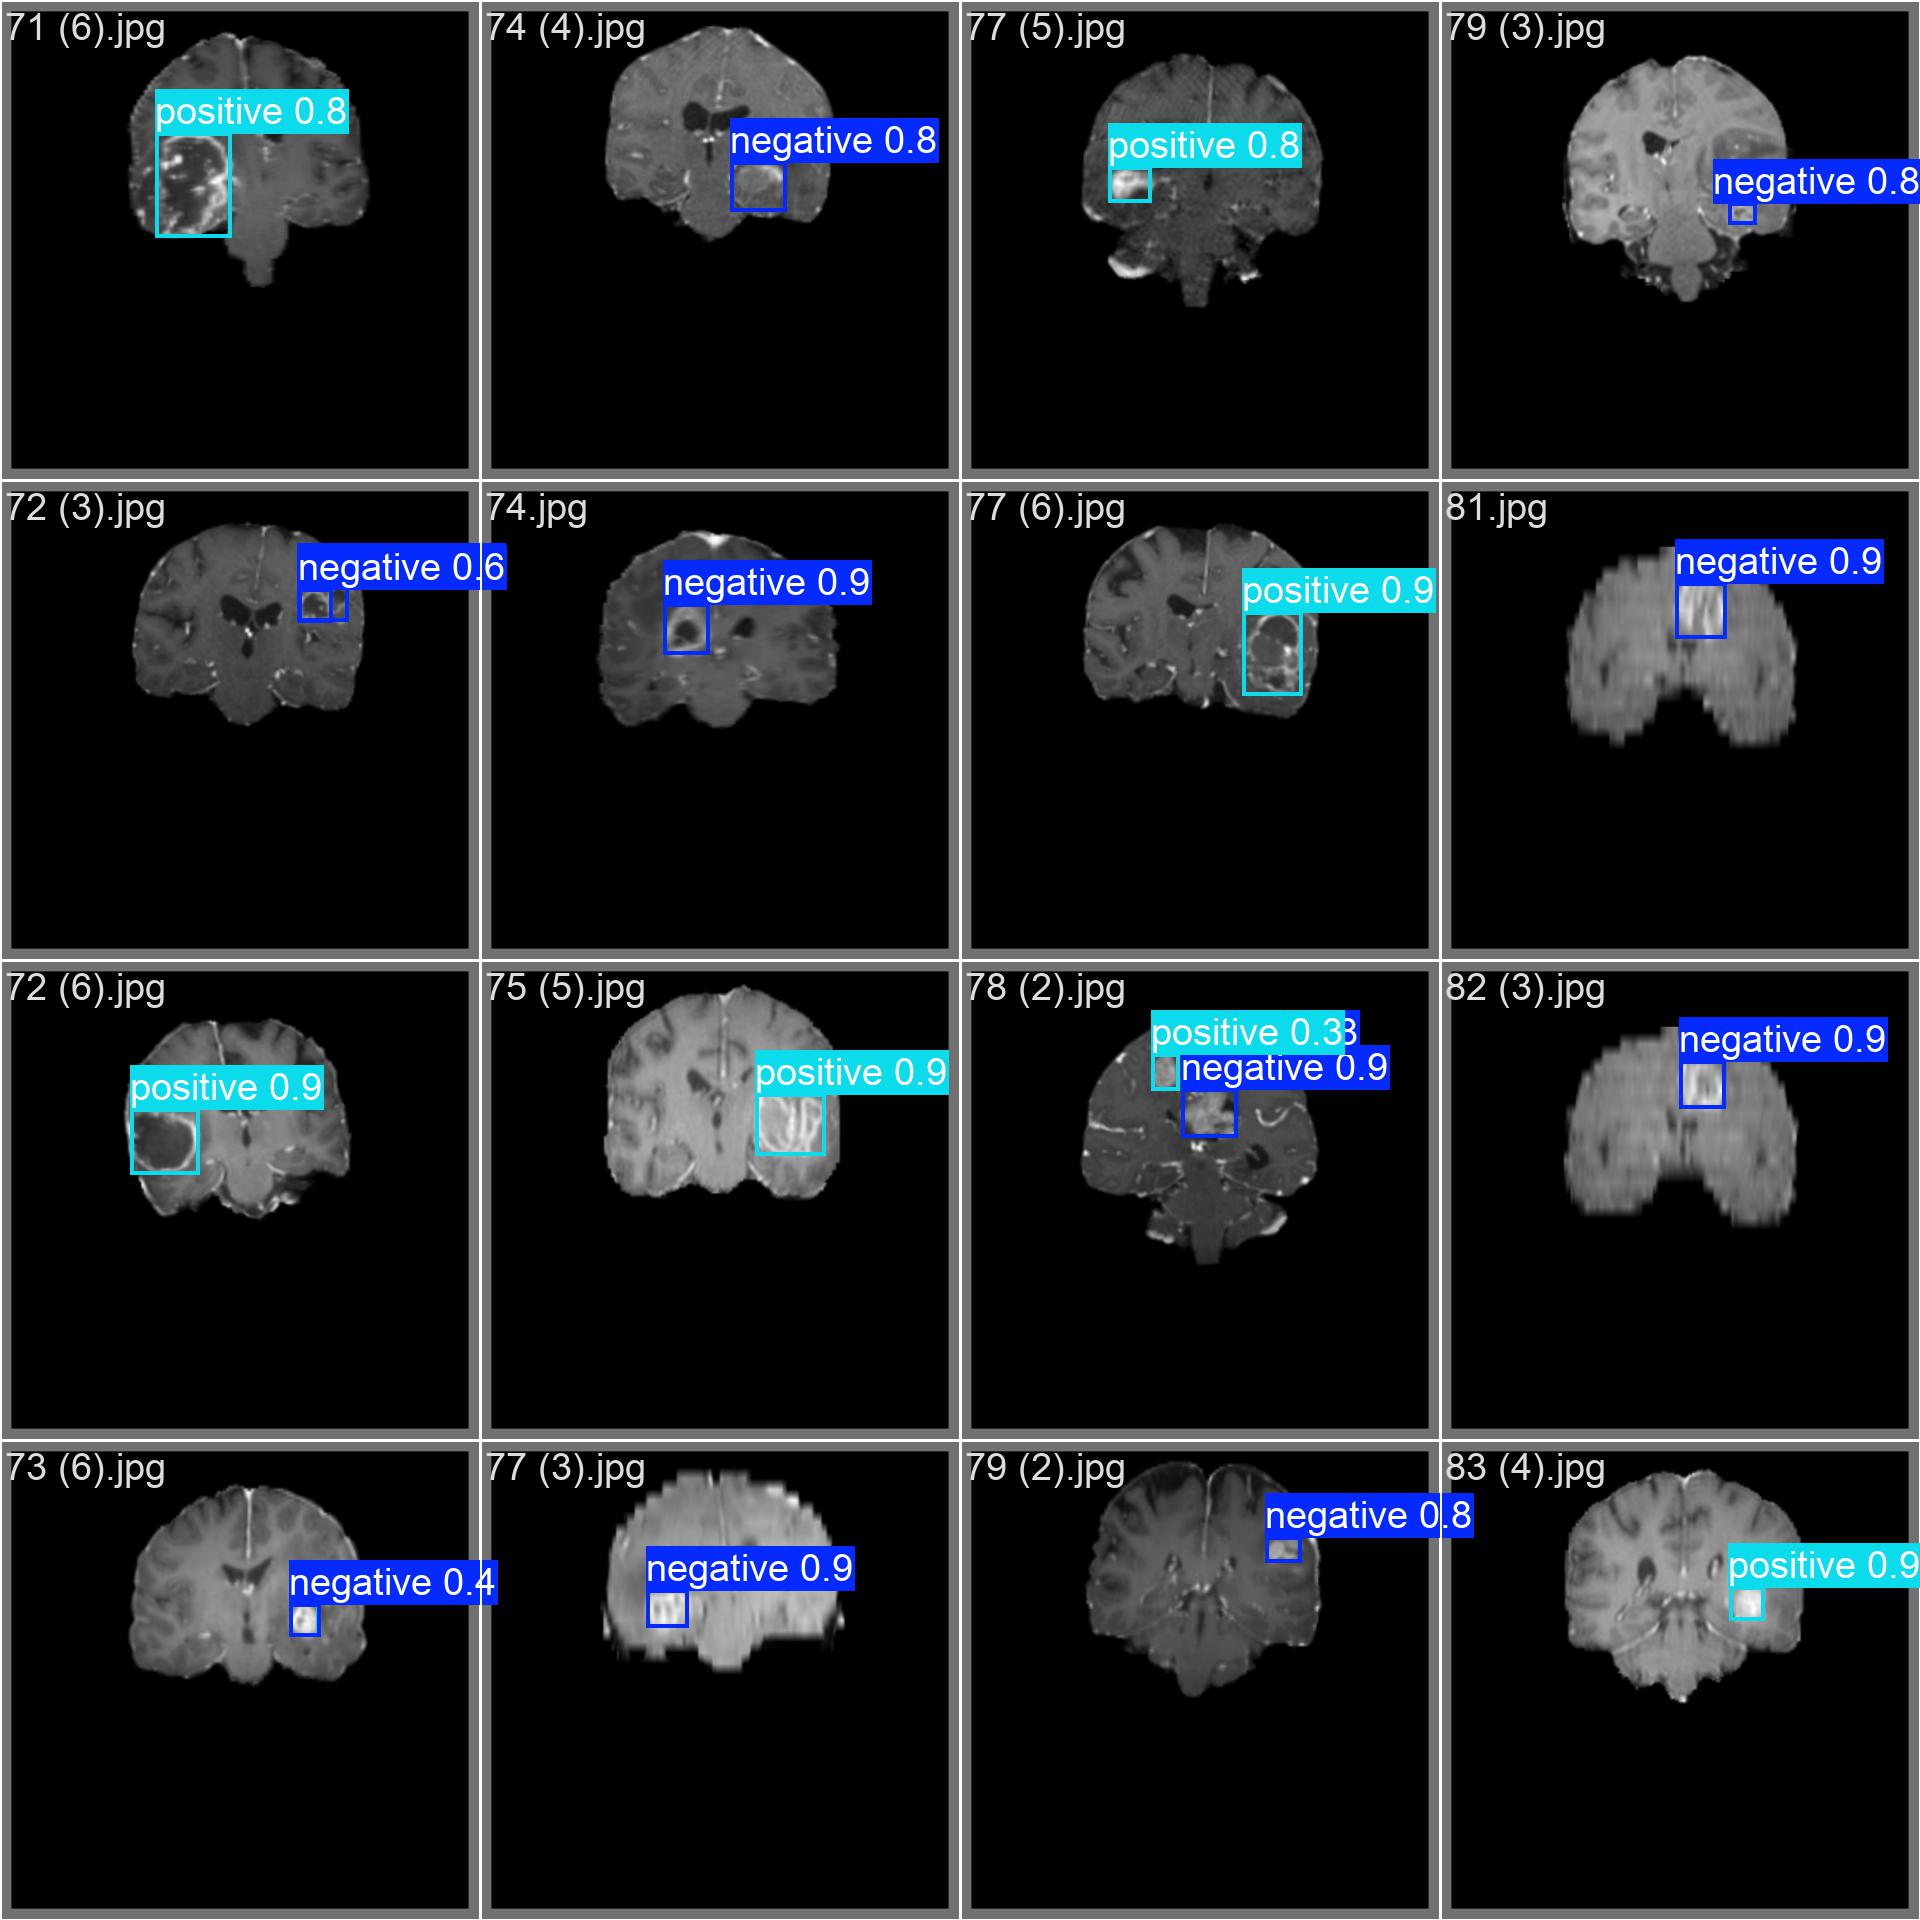 71 (6).jpg
positive 0.8
74 (4).jpg
negative 0.8
77 (5).jpg
positive 0.8
79 (3).jpg
negative 0.8
72 (3).jpg
negative 0.6
74.jpg
negative 0.9
77 (6).jpg
positive 0.9
81.jpg
negative 0.9
72 (6).jpg
positive 0.9
75 (5).jpg
positive 0.9
78 (2).jpg
positive 0.3
negative 0.9
82 (3).jpg
negative 0.9
73 (6).jpg
negative 0.4
77 (3).jpg
negative 0.9
79 (2).jpg
negative 0.8
83 (4).jpg
positive 0.9